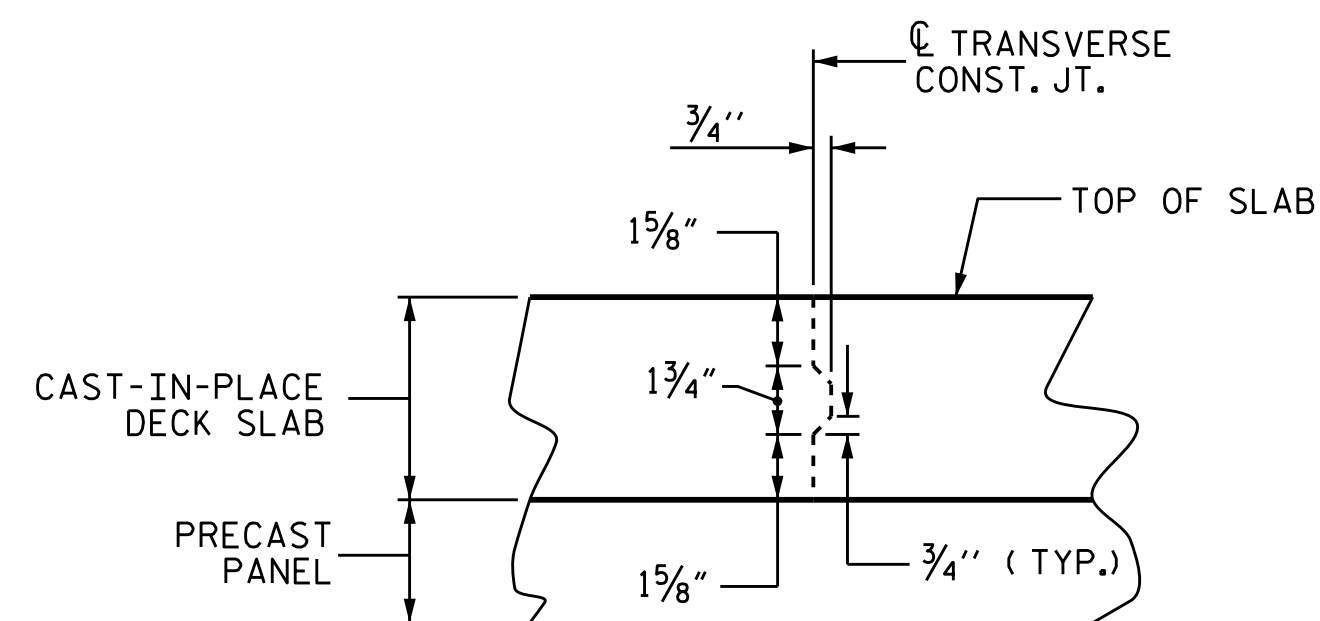 ℄ TRANSVERSE
CONST. JT.
3/4"
TOP OF SLAB
1 5/8"
1 3/4"
CAST-IN-PLACE
DECK SLAB
PRECAST
PANEL
3/4" (TYP.)
1 5/8"